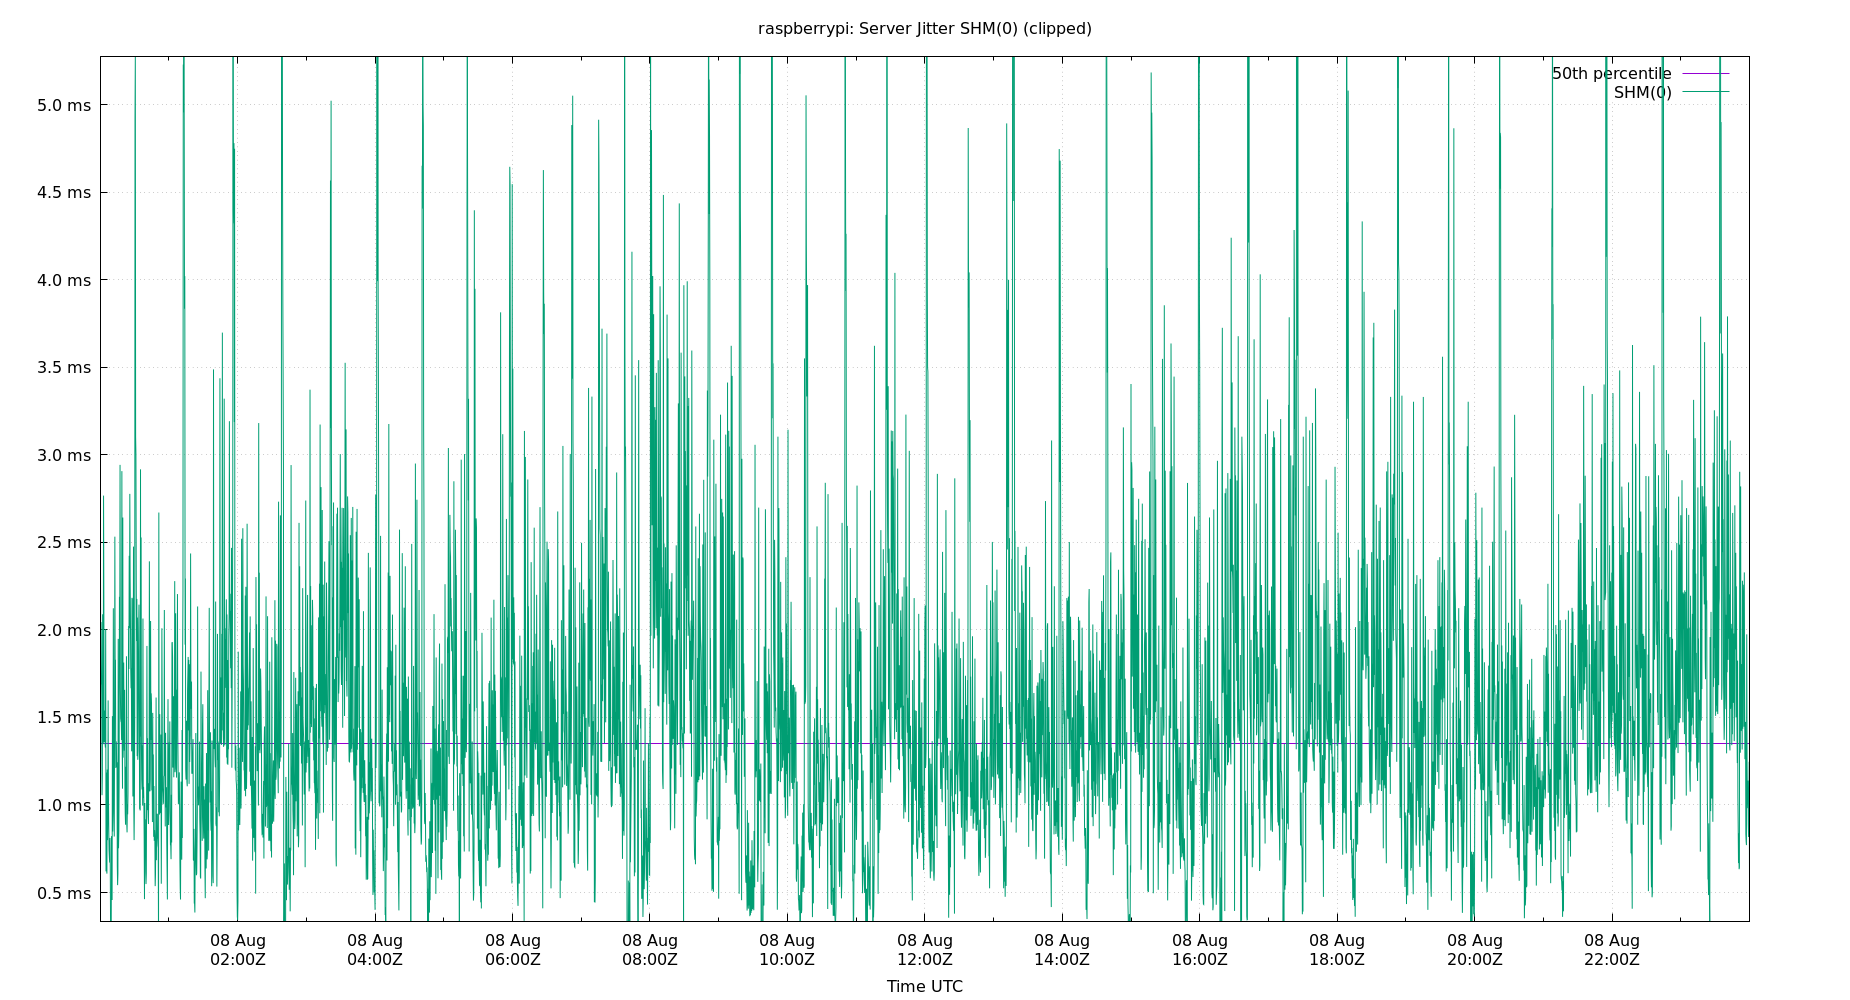 raspberrypi: Server Jitter SHM(0) (clipped)
50th percentile
SHM(0)
5.0 ms
4.5 ms
4.0 ms
3.5 ms
3.0 ms
2.5 ms
2.0 ms
1.5 ms
1.0 ms
0.5 ms
08 Aug 08 Aug 08 Aug 08 Aug 08 Aug 08 Aug 08 Aug 08 Aug 08 Aug 08 Aug 08 Aug
02:00Z 04:00Z 06:00Z 08:00Z 10:00Z 12:00Z 14:00Z 16:00Z 18:00Z 20:00Z 22:00Z
Time UTC